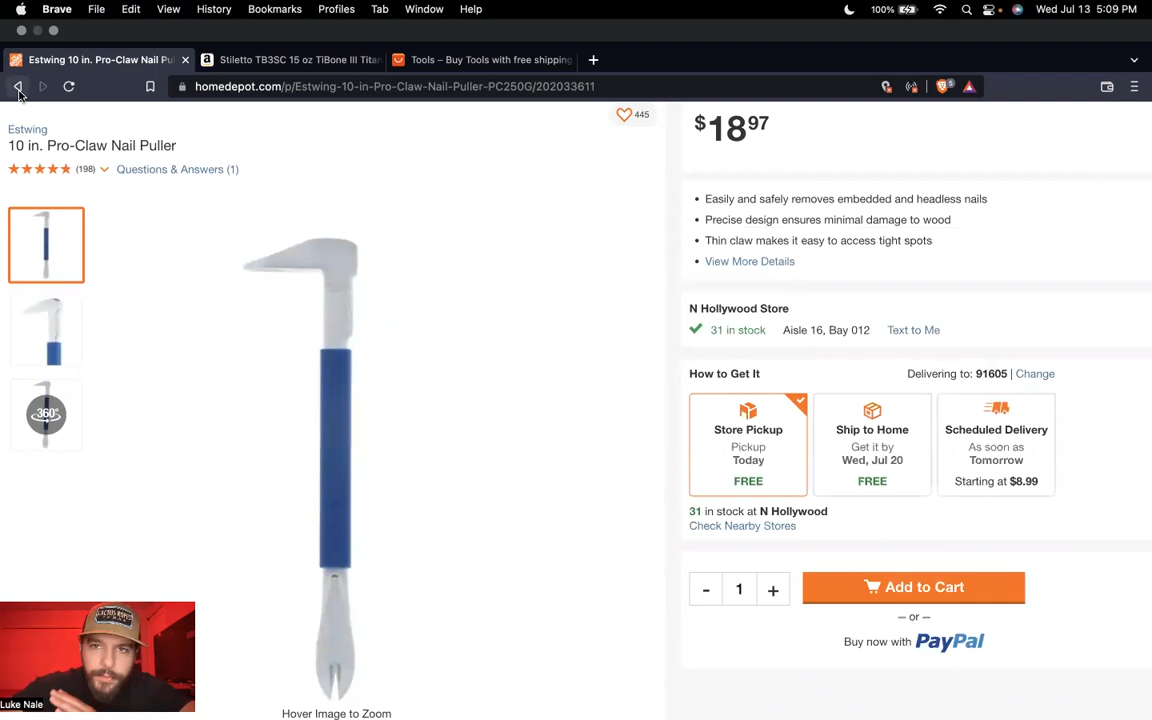 Brave File Edit View History Bookmarks Profiles Tab Window Help 100% Wed Jul 13 5:09 PM
Estwing 10 in. Pro-Claw Nail Pul
Stiletto TB3SC 15 oz TiBone III Titan
Tools – Buy Tools with free shipping
homedepot.com/p/Estwing-10-in-Pro-Claw-Nail-Puller-PC250G/202033611
Estwing
10 in. Pro-Claw Nail Puller
(198) Questions & Answers (1)
445
$18 97
• Easily and safely removes embedded and headless nails
• Precise design ensures minimal damage to wood
• Thin claw makes it easy to access tight spots
• View More Details
N Hollywood Store
31 in stock Aisle 16, Bay 012 Text to Me
How to Get It Delivering to: 91605 | Change
Store Pickup
Pickup
Today
FREE
Ship to Home
Get it by
Wed, Jul 20
FREE
Scheduled Delivery
As soon as
Tomorrow
Starting at $8.99
31 in stock at N Hollywood
Check Nearby Stores
- 1 + Add to Cart
— or —
Buy now with PayPal
360°
Hover Image to Zoom
Luke Nale